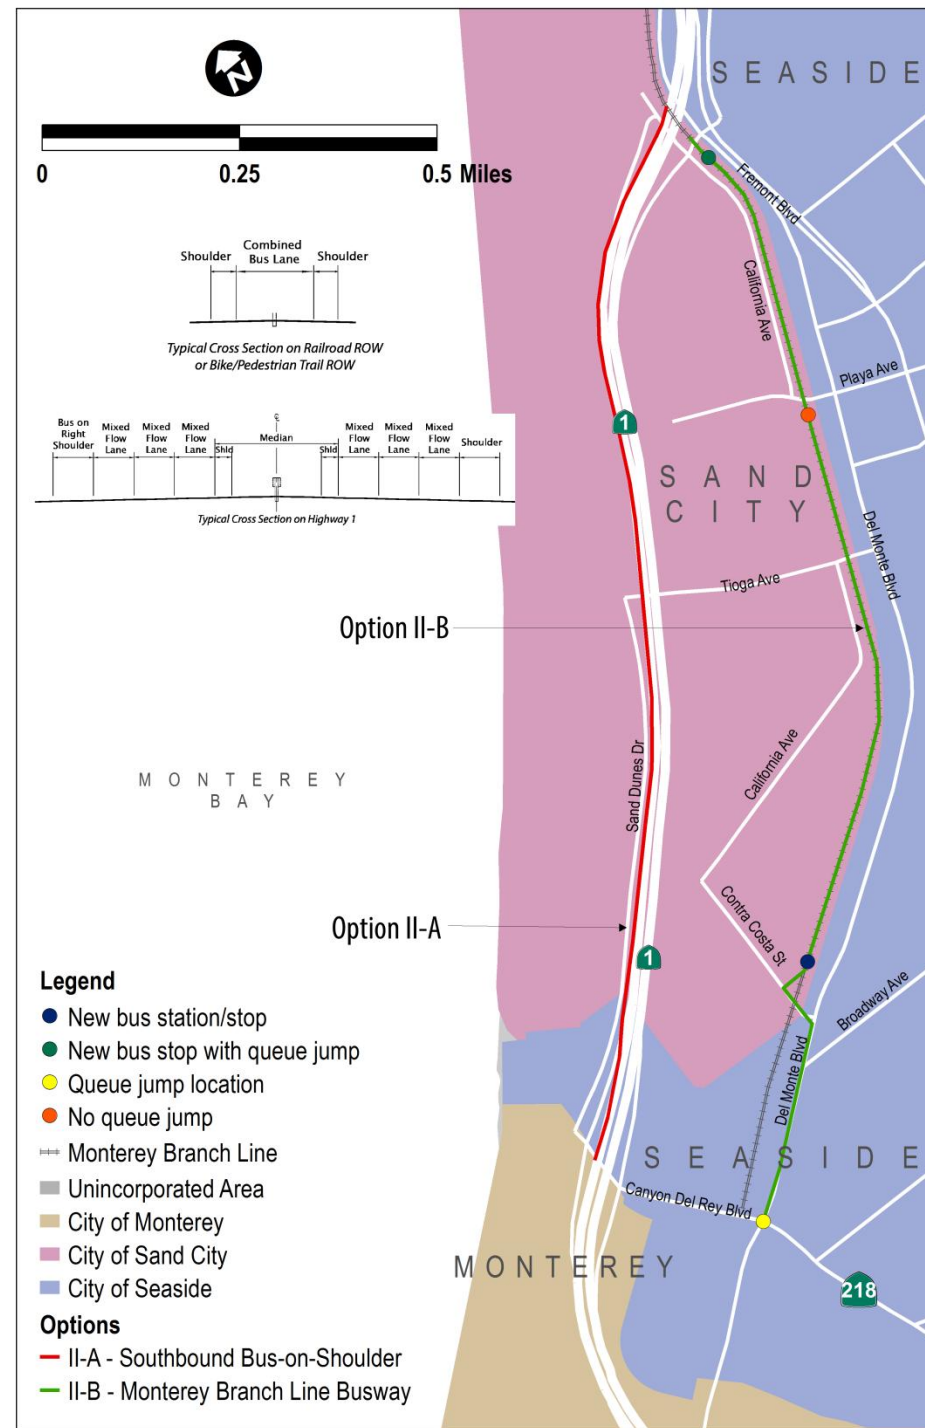 N
0 0.25 0.5 Miles
Shoulder Combined Bus Lane Shoulder
Typical Cross Section on Railroad ROW
or Bike/Pedestrian Trail ROW
Bus on Right Shoulder Mixed Flow Lane Mixed Flow Lane Mixed Flow Lane Shld Median Shld Mixed Flow Lane Mixed Flow Lane Mixed Flow Lane Shoulder
Typical Cross Section on Highway 1
SEASIDE
Fremont Blvd
California Ave
Playa Ave
1
SAND
CITY
Del Monte Blvd
Tioga Ave
Option II-B
MONTEREY
BAY
Sand Dunes Dr
California Ave
Option II-A
Contra Costa St
1
Broadway Ave
Del Monte Blvd
SEASIDE
Canyon Del Rey Blvd
MONTEREY
218
Legend
New bus station/stop
New bus stop with queue jump
Queue jump location
No queue jump
Monterey Branch Line
Unincorporated Area
City of Monterey
City of Sand City
City of Seaside
Options
II-A - Southbound Bus-on-Shoulder
II-B - Monterey Branch Line Busway